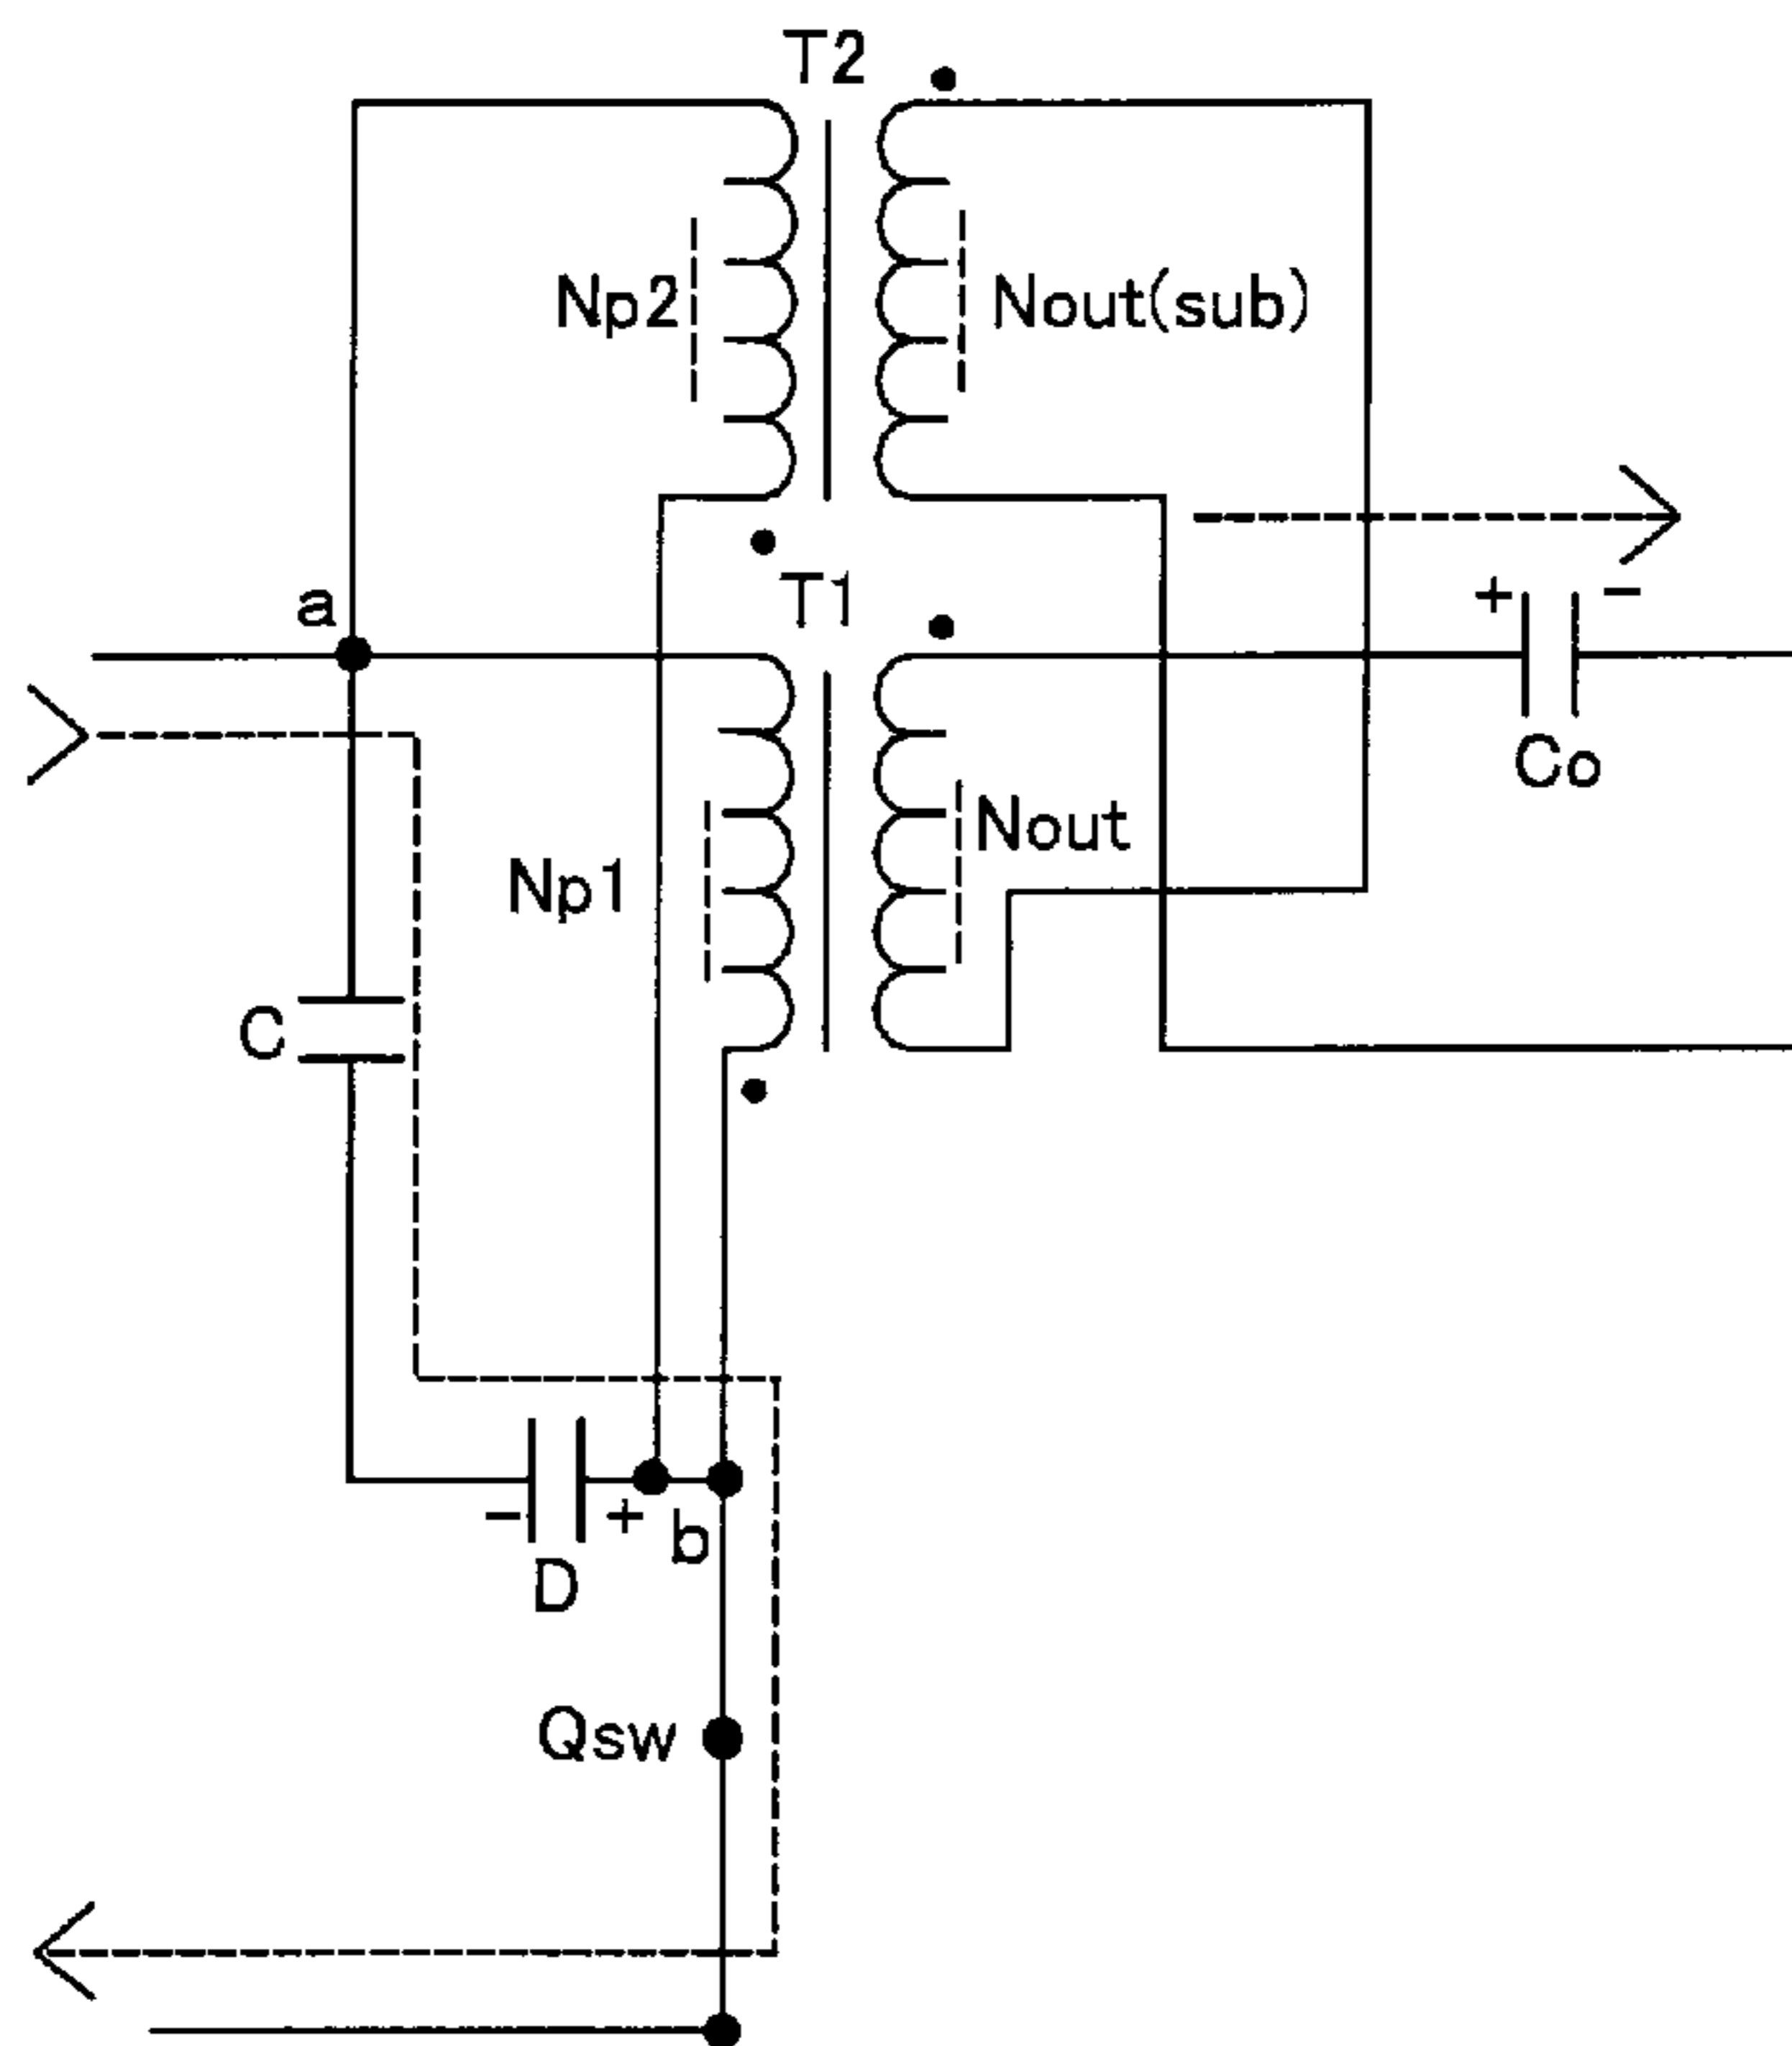 T2
Np2
Nout(sub)
T1
a
+ -
Co
Nout
Np1
C
- +
b
D
Qsw